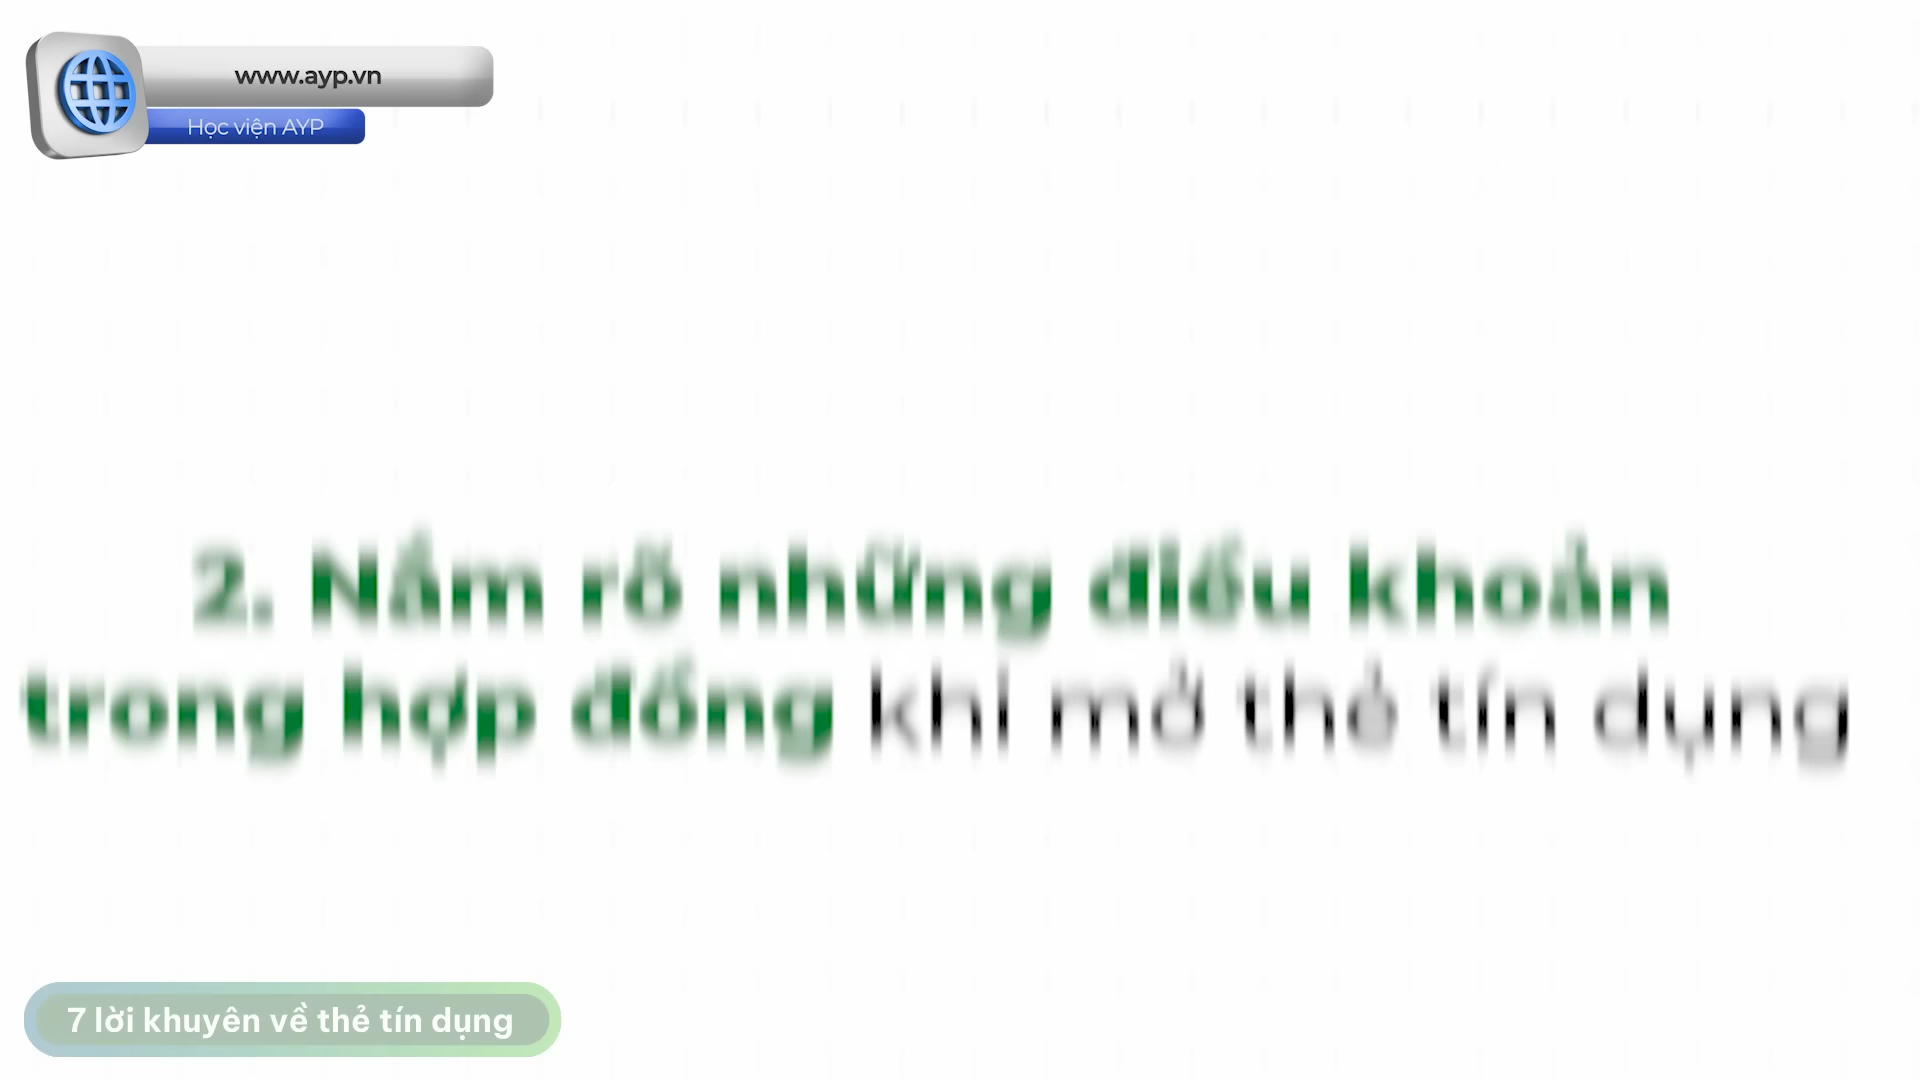 www.ayp.vn
Học viện AYP
2. Nắm rõ những điều khoản
trong hợp đồng khi mở thẻ tín dụng
7 lời khuyên về thẻ tín dụng